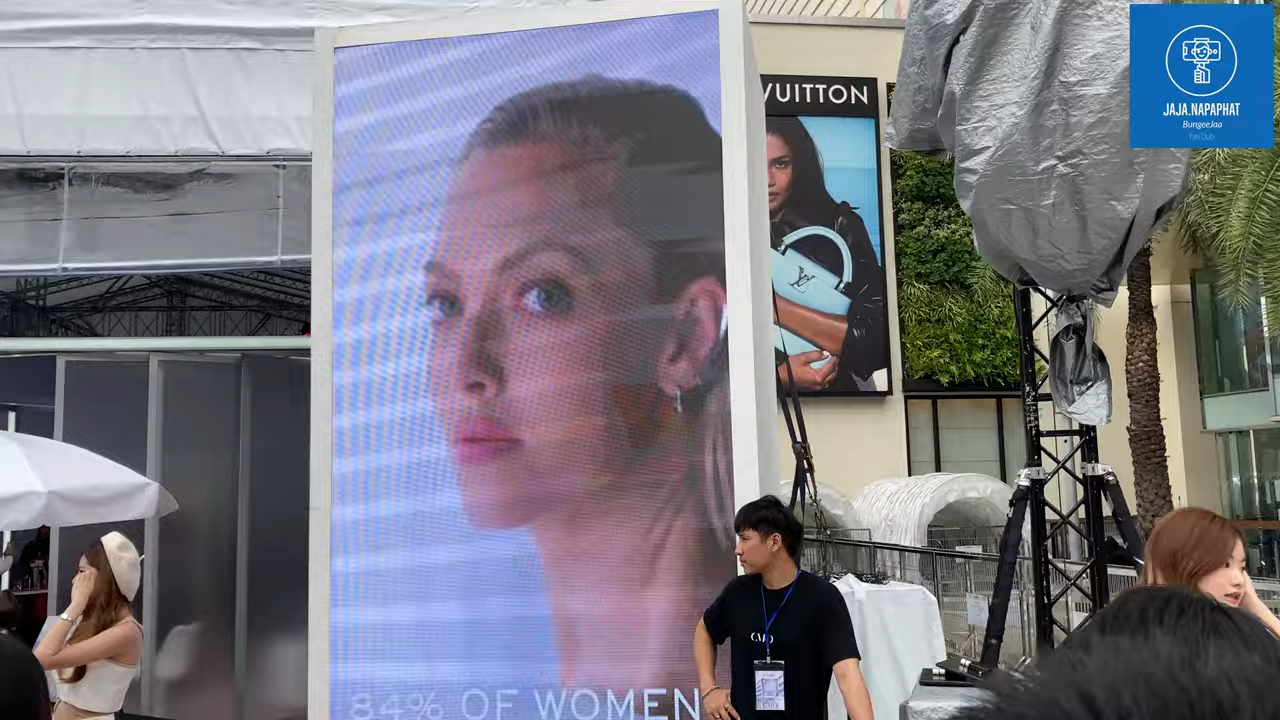 VUITTON
JAJA.NAPAPHAT
BungeeJaa
Fan Club
84% OF WOMEN